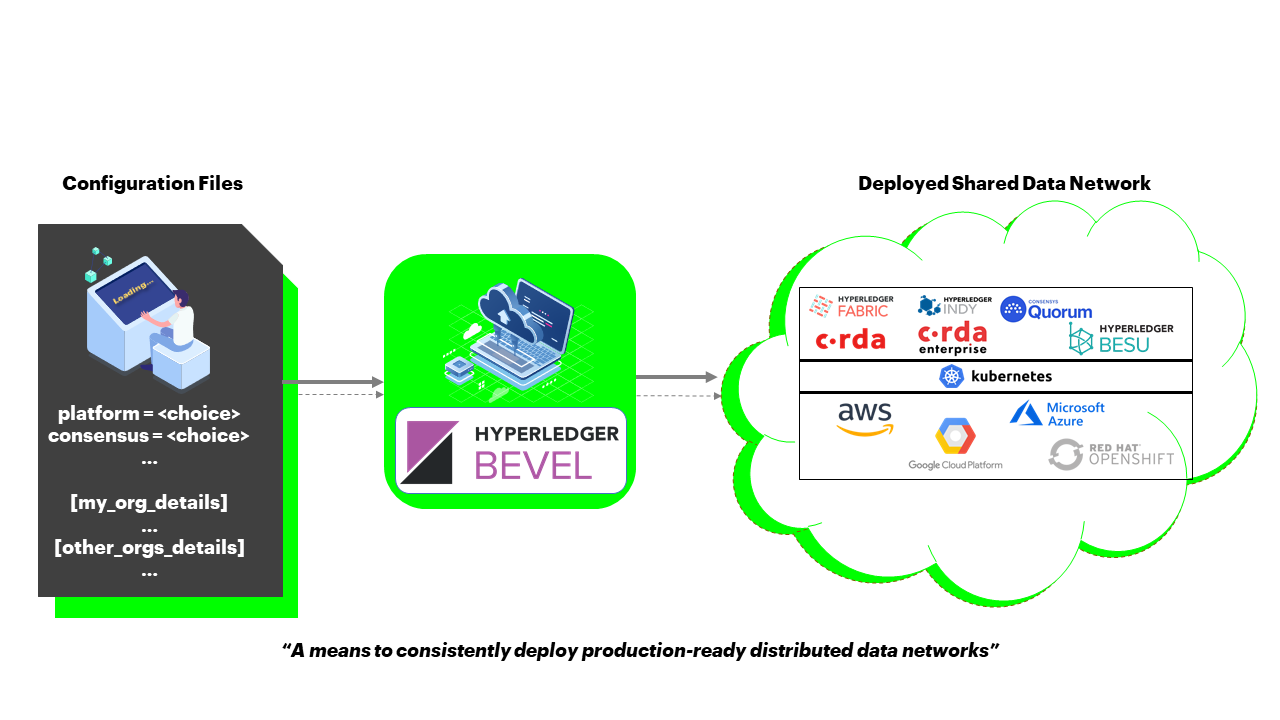 Configuration Files
Loading...
platform = <choice>
consensus = <choice>
...
[my_org_details]
...
[other_orgs_details]
...
HYPERLEDGER
BEVEL
Deployed Shared Data Network
HYPERLEDGER
FABRIC
HYPERLEDGER
INDY
CONSENSYS
Quorum
c·rda
c·rda
enterprise
HYPERLEDGER
BESU
kubernetes
aws
Google Cloud Platform
Microsoft
Azure
RED HAT®
OPENSHIFT
“A means to consistently deploy production-ready distributed data networks”